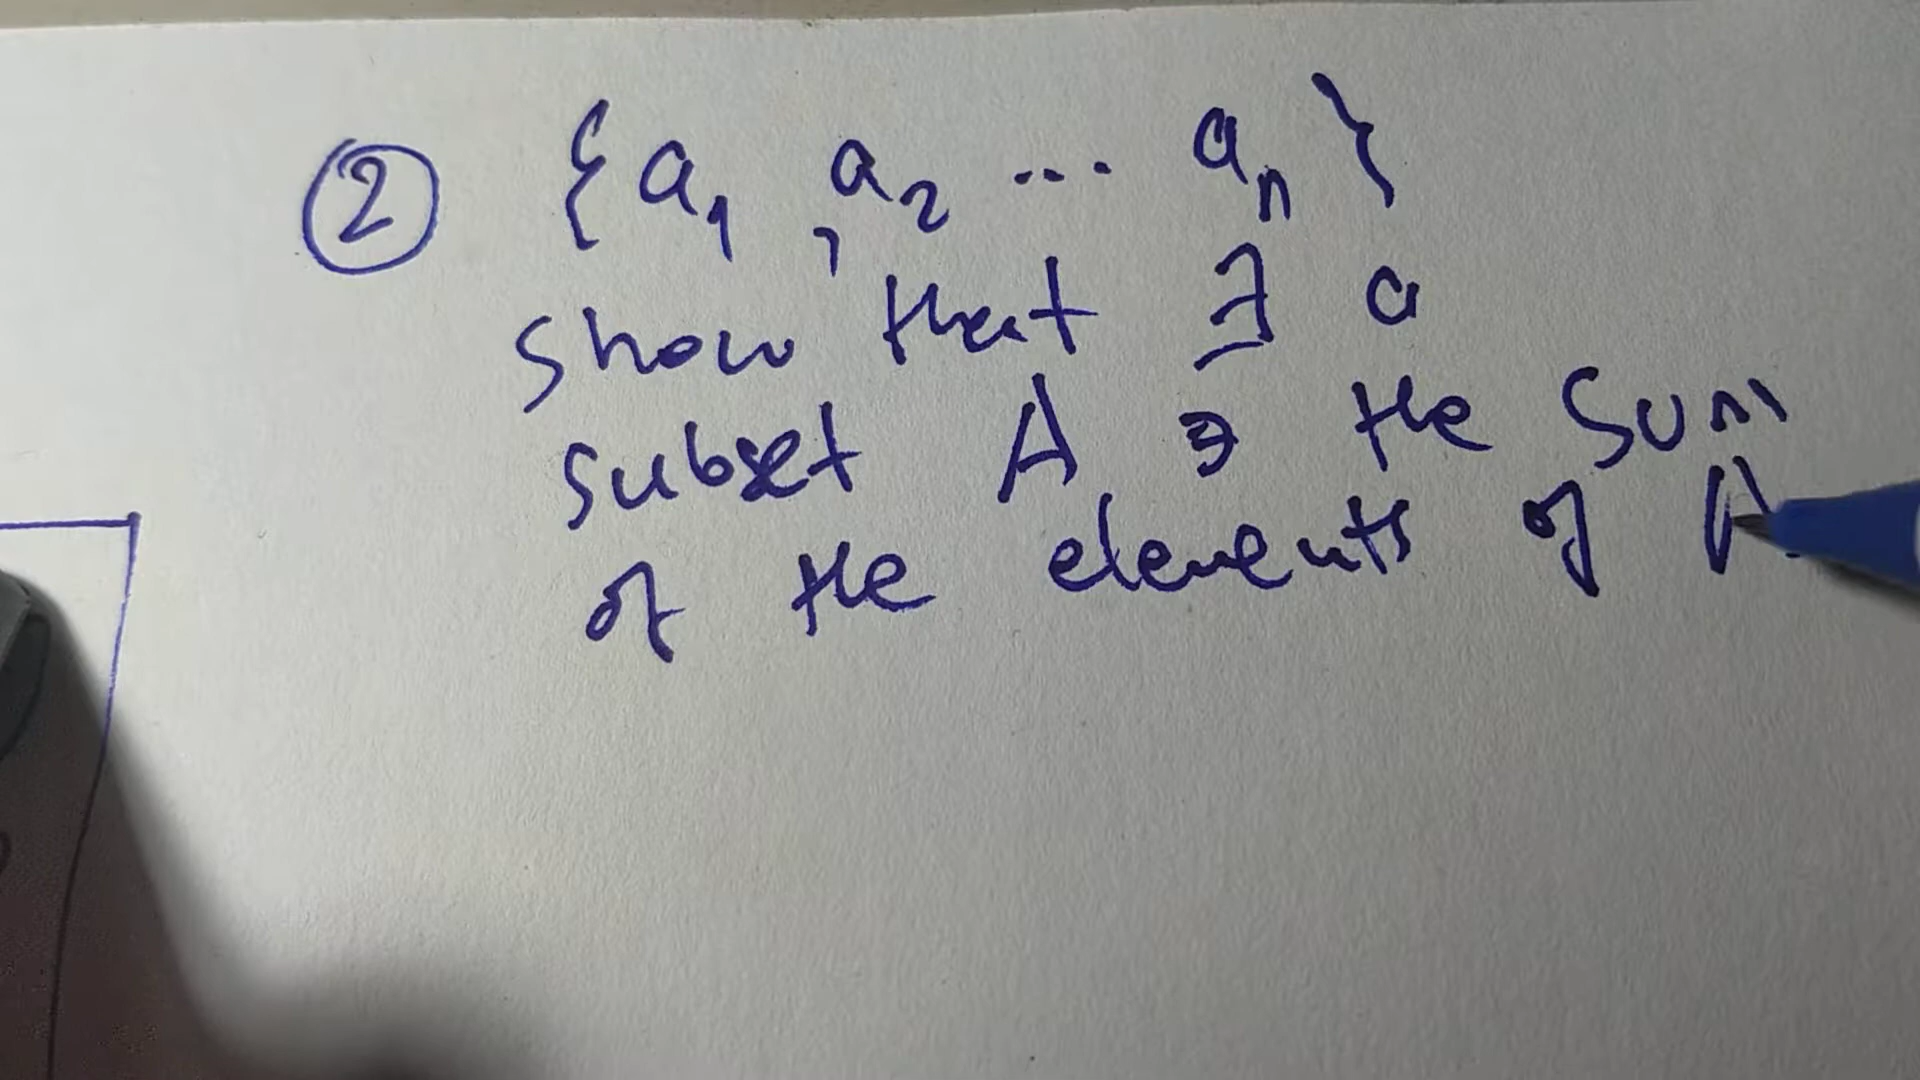 ② {a₁, a₂ ... aₙ}
Show that ∃ a
subset A ∋ the sum
of the elements of A